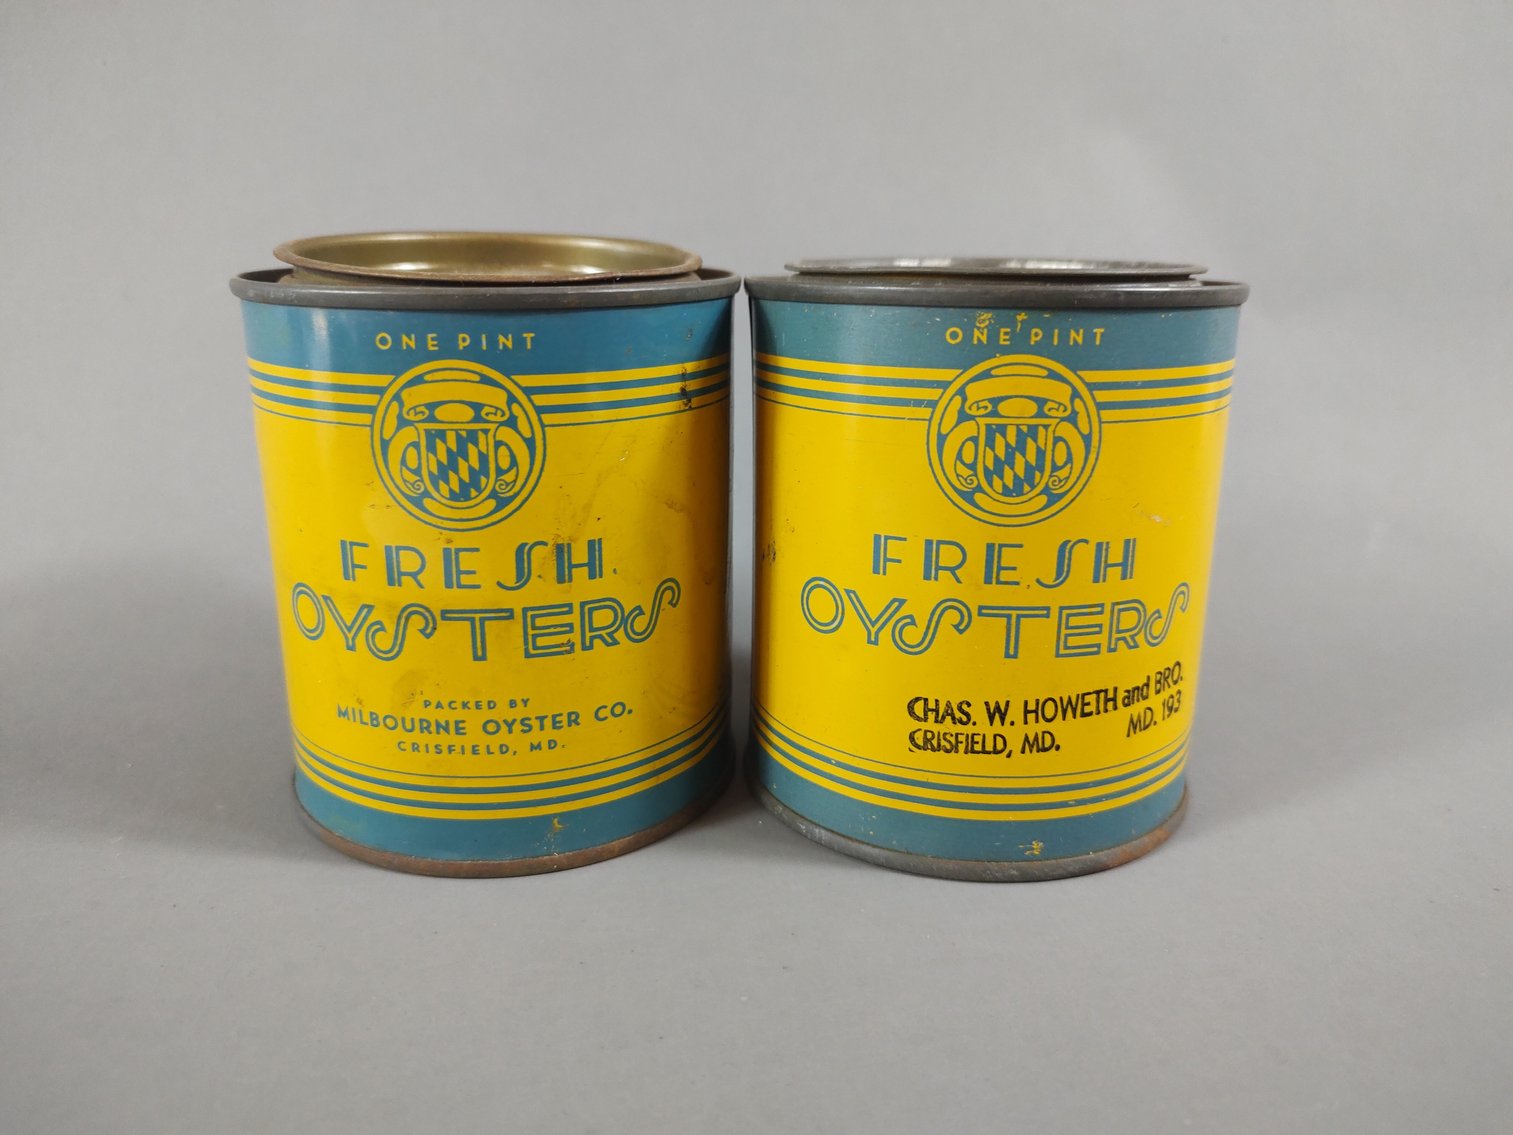 ONE PINT
FRESH
OYSTERS
PACKED BY
MILBOURNE OYSTER CO.
CRISFIELD, MD.
ONE PINT
FRESH
OYSTERS
CHAS. W. HOWETH and BRO.
CRISFIELD, MD. MD. 193